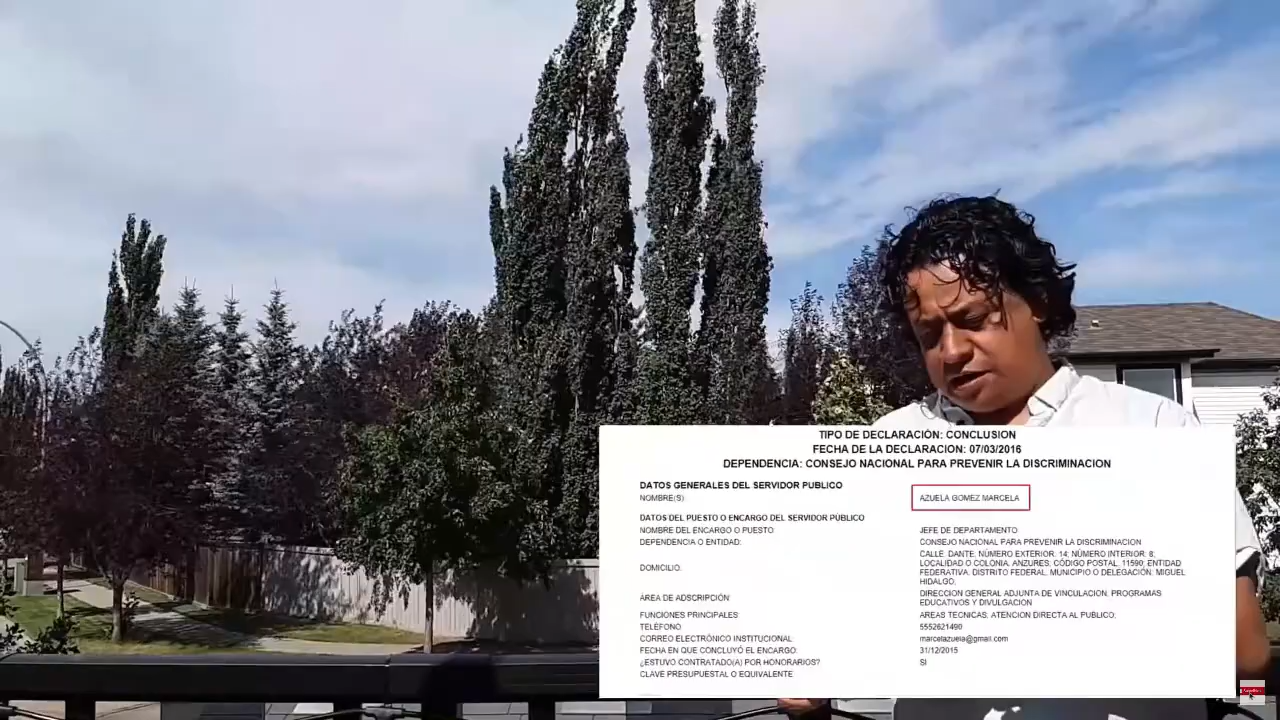 TIPO DE DECLARACIÓN: CONCLUSION
FECHA DE LA DECLARACION: 07/03/2016
DEPENDENCIA: CONSEJO NACIONAL PARA PREVENIR LA DISCRIMINACION
DATOS GENERALES DEL SERVIDOR PUBLICO
NOMBRE(S) AZUELA GOMEZ MARCELA
DATOS DEL PUESTO O ENCARGO DEL SERVIDOR PÚBLICO
NOMBRE DEL ENCARGO O PUESTO: JEFE DE DEPARTAMENTO
DEPENDENCIA O ENTIDAD: CONSEJO NACIONAL PARA PREVENIR LA DISCRIMINACION
DOMICILIO: CALLE: DANTE; NÚMERO EXTERIOR: 14; NÚMERO INTERIOR: 8;
LOCALIDAD O COLONIA: ANZURES; CÓDIGO POSTAL: 11590; ENTIDAD
FEDERATIVA: DISTRITO FEDERAL; MUNICIPIO O DELEGACIÓN: MIGUEL
HIDALGO;
ÁREA DE ADSCRIPCIÓN: DIRECCION GENERAL ADJUNTA DE VINCULACION, PROGRAMAS
EDUCATIVOS Y DIVULGACION
FUNCIONES PRINCIPALES: AREAS TECNICAS; ATENCION DIRECTA AL PUBLICO;
TELÉFONO: 5552621490
CORREO ELECTRÓNICO INSTITUCIONAL: marcelazuela@gmail.com
FECHA EN QUE CONCLUYÓ EL ENCARGO: 31/12/2015
¿ESTUVO CONTRATADO(A) POR HONORARIOS? SI
CLAVE PRESUPUESTAL O EQUIVALENTE